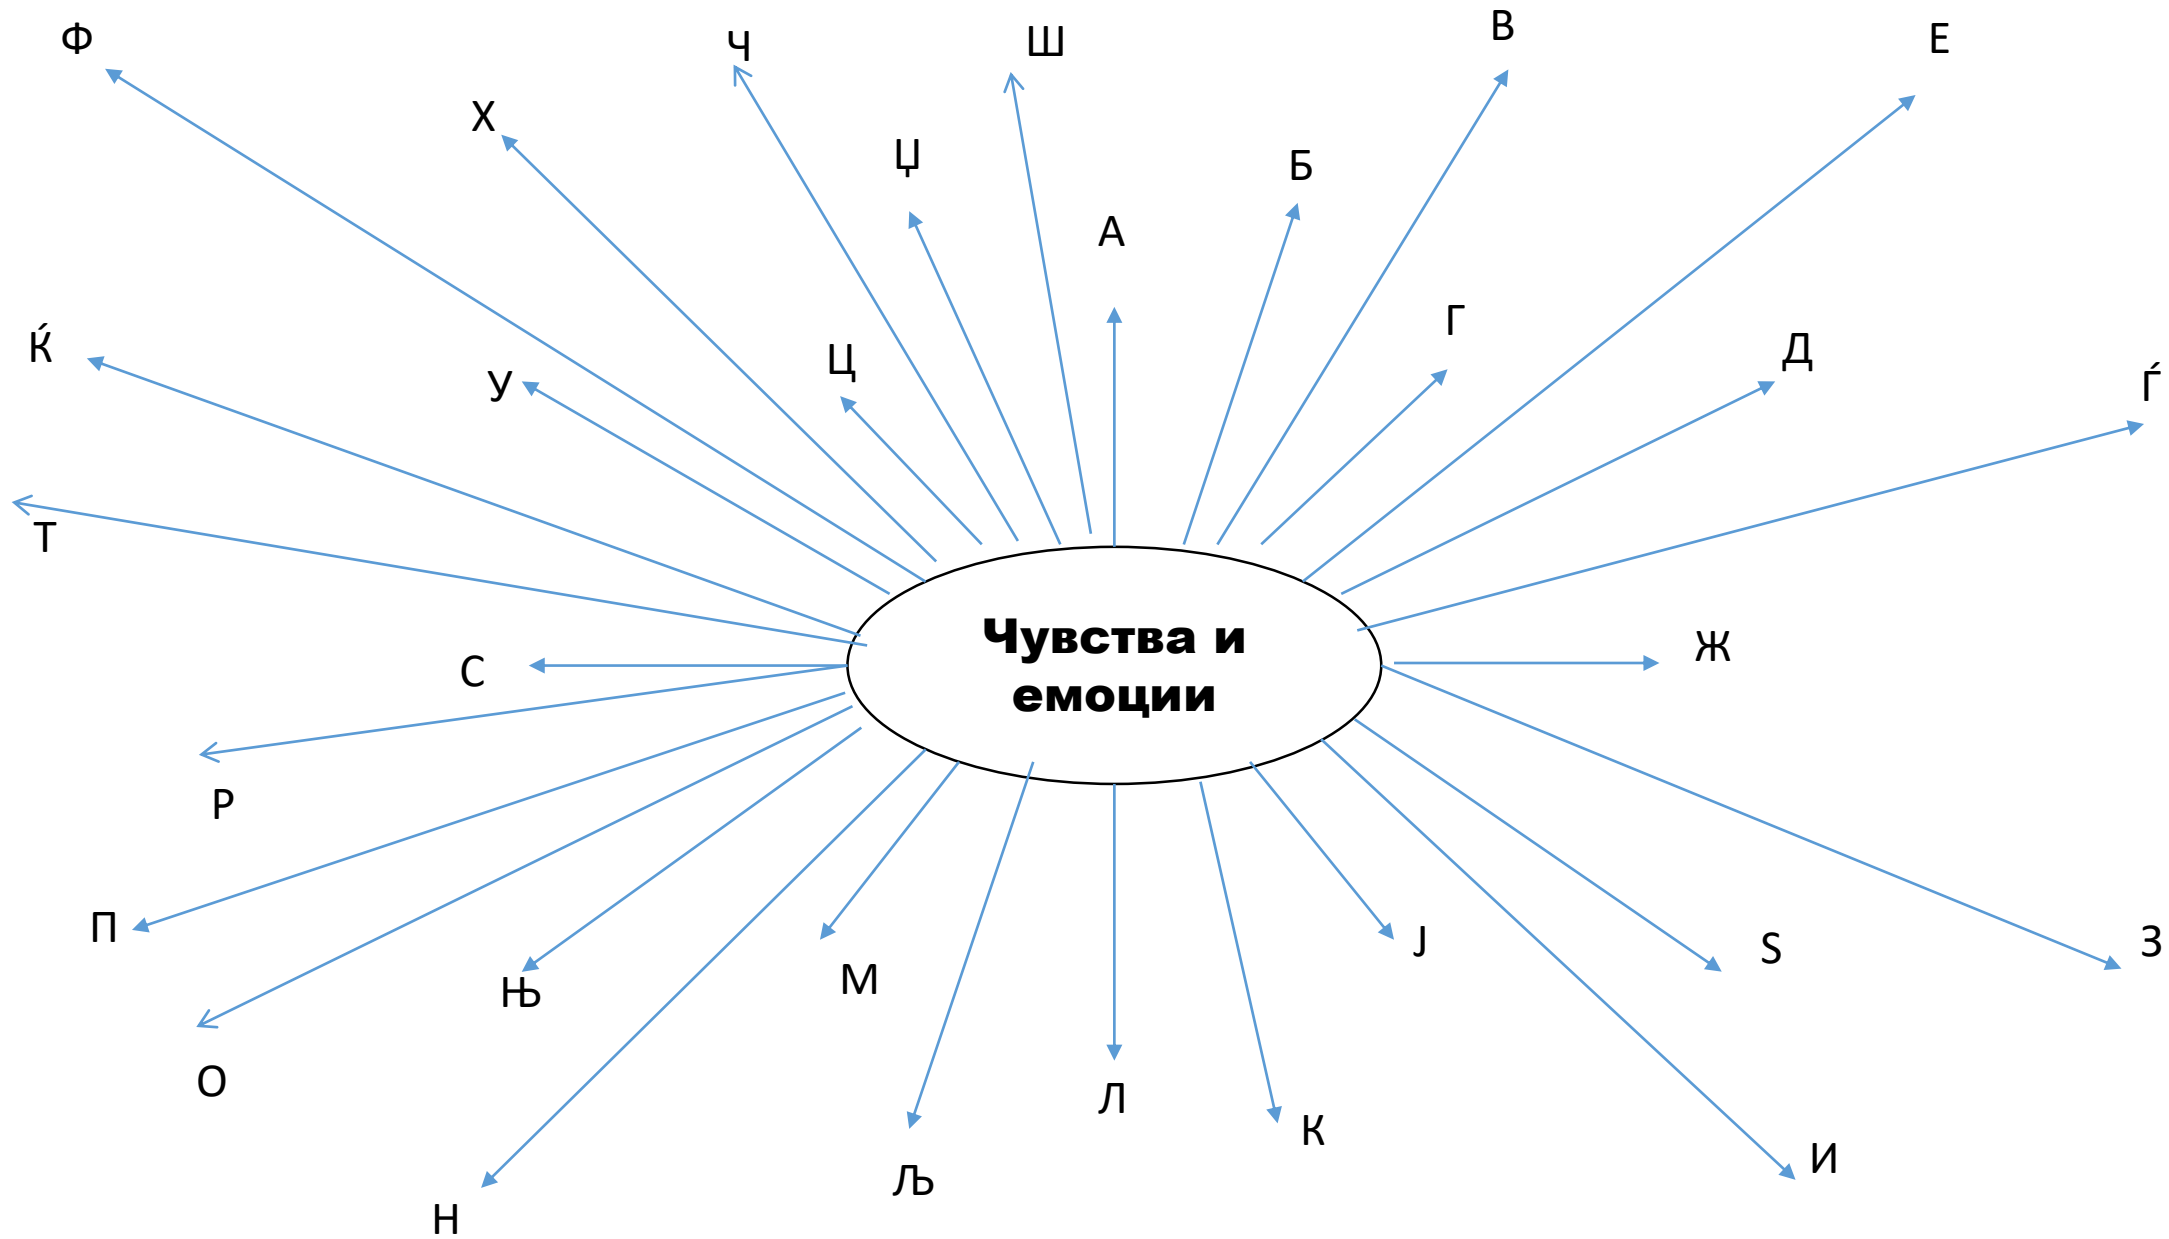 Ф
Ч
Ш
В
Е
Х
Џ
Б
А
Г
Ќ
У
Ц
Д
Ѓ
Т
Чувства и
емоции
С
Ж
Р
П
Њ
М
Ј
Ѕ
З
О
Л
К
Н
Љ
И